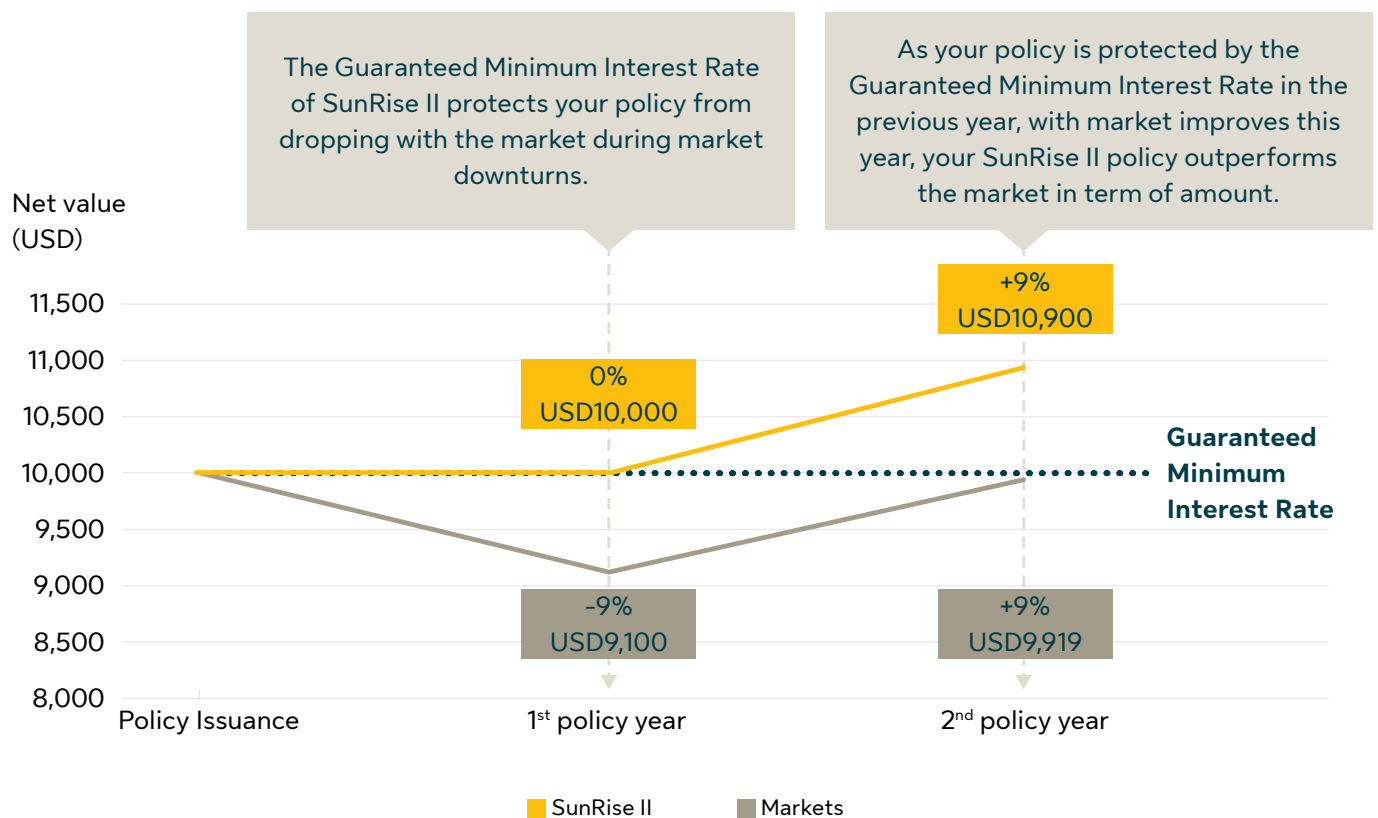 The Guaranteed Minimum Interest Rate
of SunRise II protects your policy from
dropping with the market during market
downturns.
As your policy is protected by the
Guaranteed Minimum Interest Rate in the
previous year, with market improves this
year, your SunRise II policy outperforms
the market in term of amount.
Net value
(USD)
11,500
11,000
10,500
10,000
9,500
9,000
8,500
8,000
+9%
USD10,900
0%
USD10,000
Guaranteed
Minimum
Interest Rate
-9%
USD9,100
+9%
USD9,919
Policy Issuance
1st policy year
2nd policy year
SunRise II
Markets